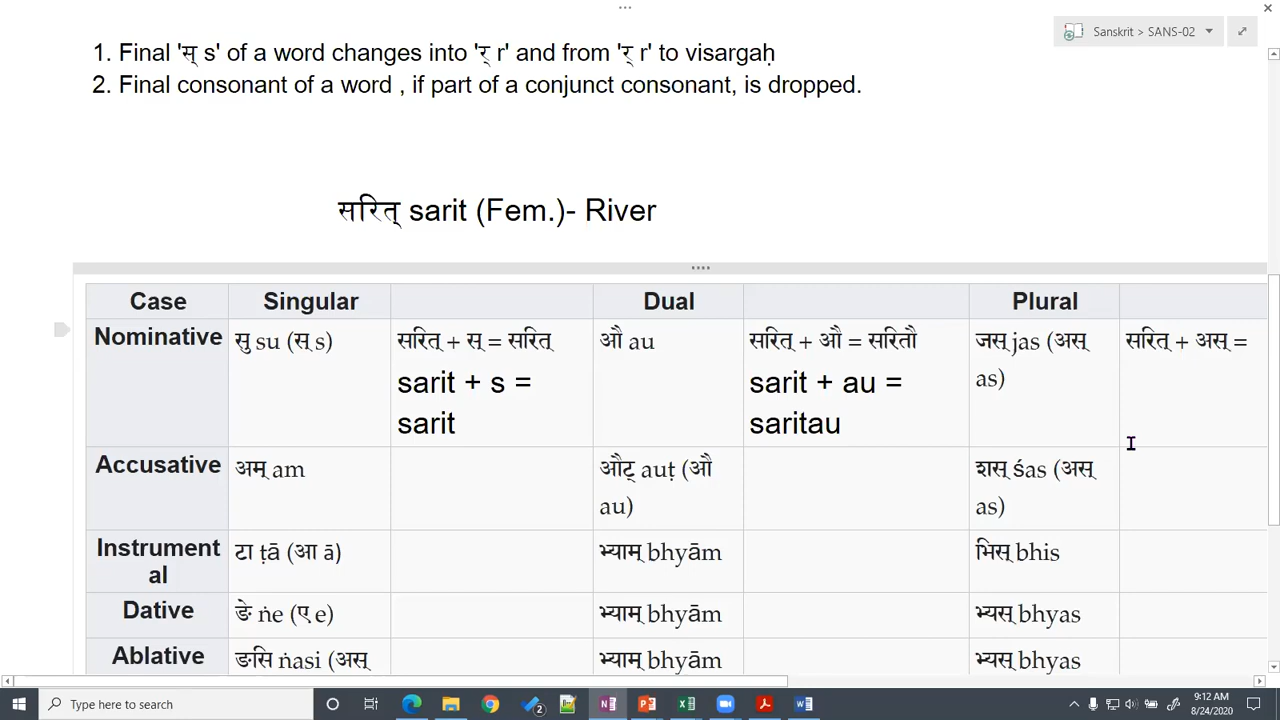 Sanskrit > SANS-02
1. Final 'स् s' of a word changes into 'र् r' and from 'र् r' to visargaḥ
2. Final consonant of a word , if part of a conjunct consonant, is dropped.
सरित् sarit (Fem.)- River
Case Singular Dual Plural
Nominative सु su (स् s) सरित् + स् = सरित् औ au सरित् + औ = सरितौ जस् jas (अस् सरित् + अस् =
sarit + s = sarit + au = as)
sarit saritau
Accusative अम् am औट् auṭ (औ शस् śas (अस्
au) as)
Instrument टा ṭā (आ ā) भ्याम् bhyām भिस् bhis
al
Dative ङे ṅe (ए e) भ्याम् bhyām भ्यस् bhyas
Ablative ङसि ṅasi (अस् भ्याम् bhyām भ्यस् bhyas
Type here to search
2
9:12 AM
8/24/2020